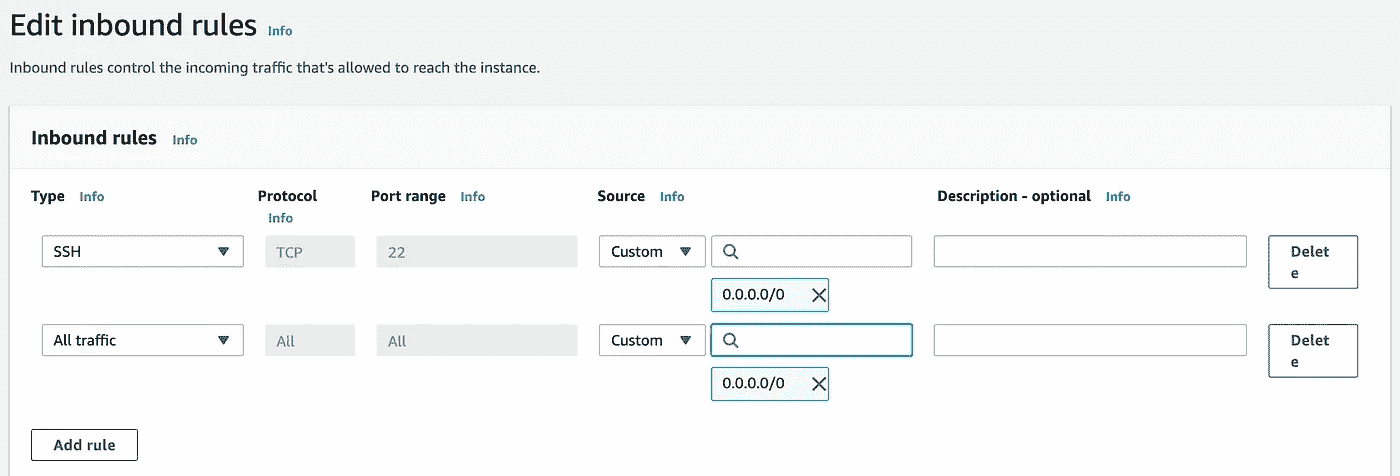 Edit inbound rules Info
Inbound rules control the incoming traffic that's allowed to reach the instance.
Inbound rules Info
Type Info Protocol Port range Info Source Info Description - optional Info
Info
SSH TCP 22 Custom Delet
e
0.0.0.0/0
All traffic All All Custom Delet
e
0.0.0.0/0
Add rule